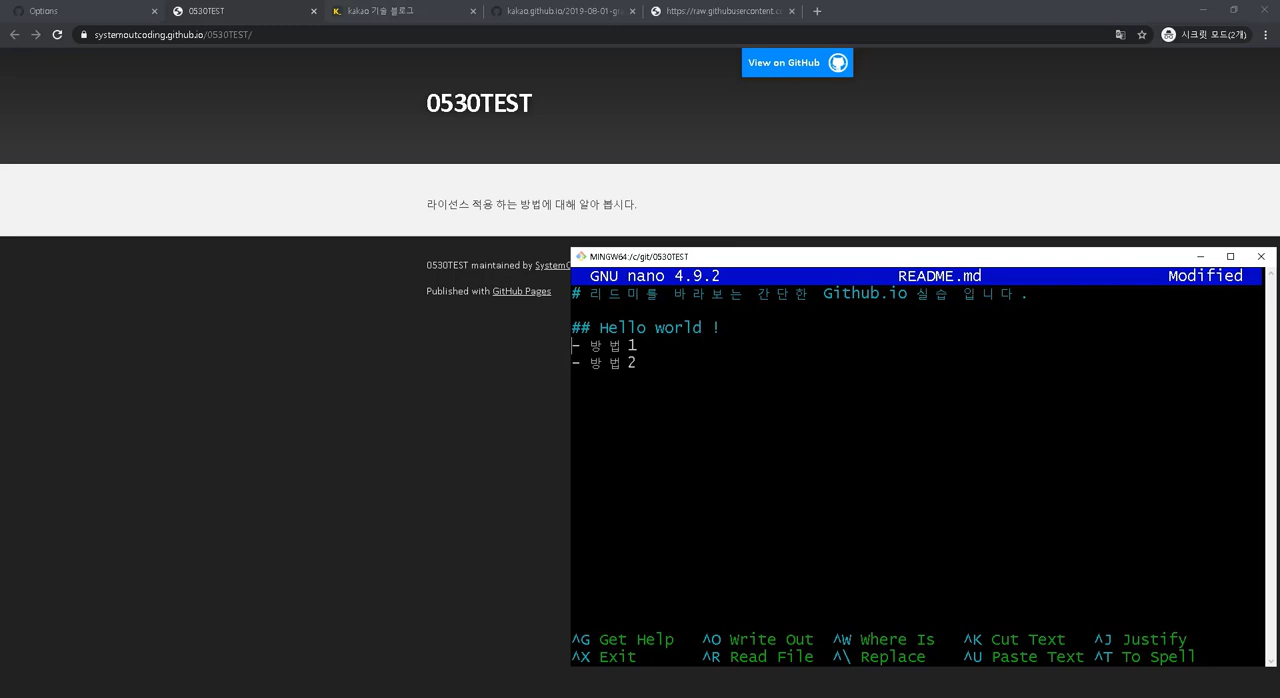 Options
0530TEST
kakao 기술 블로그
kakao.github.io/2019-08-01-gra
https://raw.githubusercontent.co
systemoutcoding.github.io/0530TEST/
시크릿 모드(2개)
View on GitHub
0530TEST
라이선스 적용 하는 방법에 대해 알아 봅시다.
0530TEST maintained by SystemO
Published with GitHub Pages
MINGW64:/c/git/0530TEST
GNU nano 4.9.2 README.md Modified
# 리드미를 바라보는 간단한 Github.io 실습 입니다.
## Hello world !
- 방법1
- 방법2
^G Get Help ^O Write Out ^W Where Is ^K Cut Text ^J Justify
^X Exit ^R Read File ^\ Replace ^U Paste Text ^T To Spell